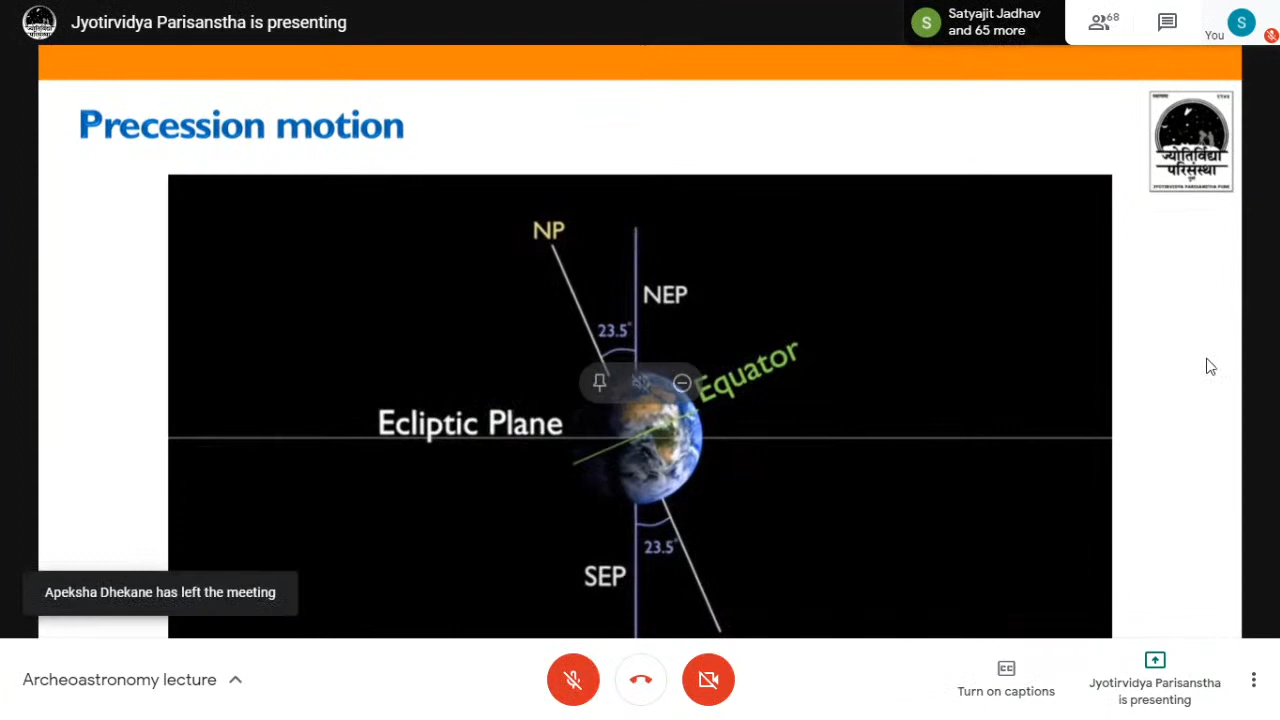 Jyotirvidya Parisanstha is presenting
S
Satyajit Jadhav
and 65 more
68
You
S
Precession motion
ज्योतिर्विद्या
परिसंस्था
JYOTIRVIDYA PARISANSTHA PUNE
NP
NEP
23.5°
Equator
Ecliptic Plane
23.5°
SEP
Apeksha Dhekane has left the meeting
Archeoastronomy lecture
CC
Turn on captions
Jyotirvidya Parisanstha
is presenting